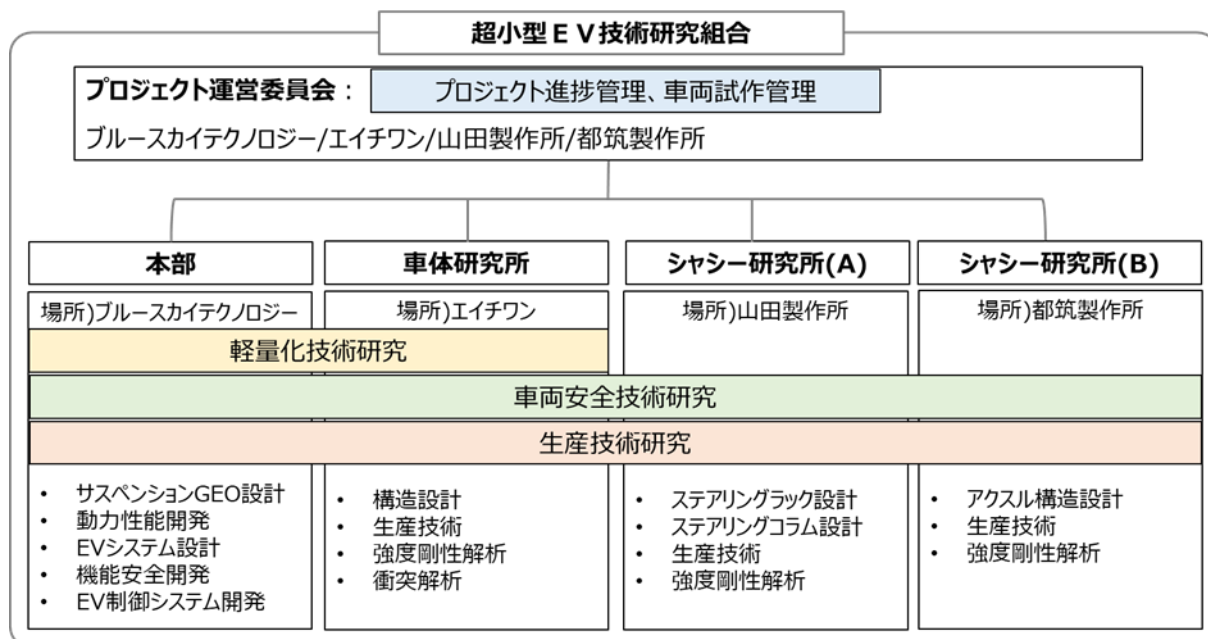 超小型ＥＶ技術研究組合
プロジェクト運営委員会： プロジェクト進捗管理、車両試作管理
ブルースカイテクノロジー/エイチワン/山田製作所/都筑製作所
本部
車体研究所
シャシー研究所(A)
シャシー研究所(B)
場所)ブルースカイテクノロジー
場所)エイチワン
場所)山田製作所
場所)都筑製作所
軽量化技術研究
車両安全技術研究
生産技術研究
• サスペンションGEO設計
• 動力性能開発
• EVシステム設計
• 機能安全開発
• EV制御システム開発
• 構造設計
• 生産技術
• 強度剛性解析
• 衝突解析
• ステアリングラック設計
• ステアリングコラム設計
• 生産技術
• 強度剛性解析
• アクスル構造設計
• 生産技術
• 強度剛性解析